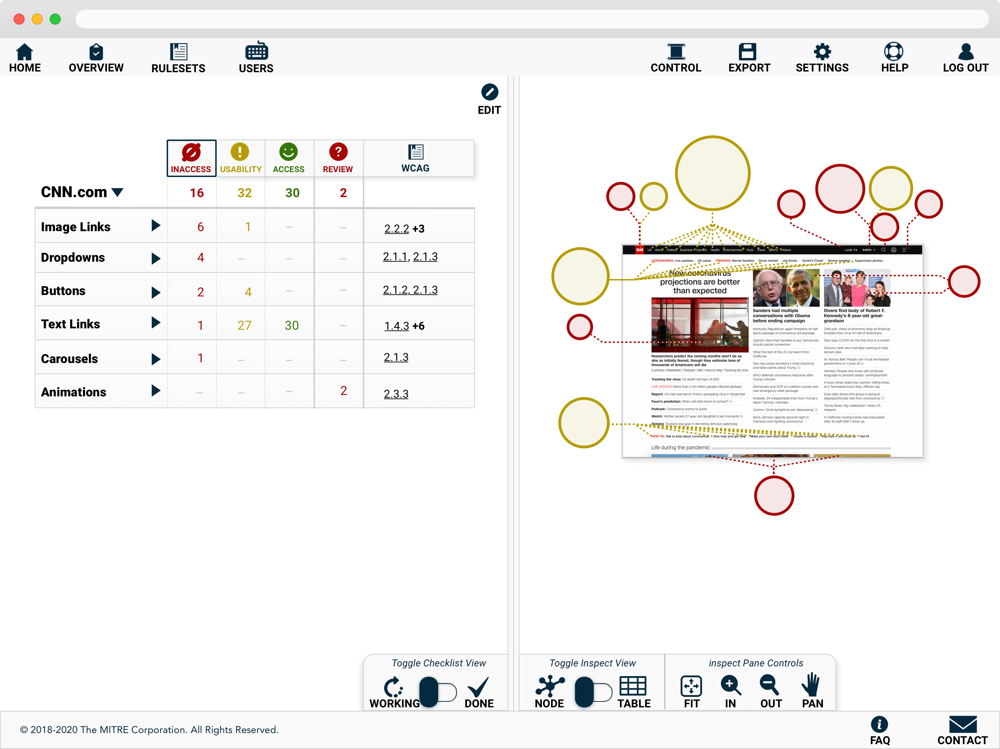 HOME
OVERVIEW
RULESETS
USERS
CONTROL
EXPORT
SETTINGS
HELP
LOG OUT
EDIT
INACCESS
USABILITY
ACCESS
REVIEW
WCAG
CNN.com 16 32 30 2
Image Links 6 1 – – 2.2.2 +3
Dropdowns 4 – – – 2.1.1, 2.1.3
Buttons 2 4 – – 2.1.2, 2.1.3
Text Links 1 27 30 – 1.4.3 +6
Carousels 1 – – – 2.1.3
Animations – – – 2 2.3.3
Toggle Checklist View
WORKING
DONE
CNN US World Politics Business Opinion Health Entertainment Style Travel Sports Videos LIVE TV Edition
CORONAVIRUS: Live updates US cases TRENDING: Bernie Sanders Stock market Joe Exotic 'Schitt's Creek' Severe weather Supermoon photos
New coronavirus
projections are better
than expected
Researchers predict the coming months won't be as
dire as initially feared, though they estimate tens of
thousands of Americans will die
In photos | Newsletter | Podcast | Q&A | How to help | Tracking the virus
Tracking the virus: US death toll tops 14,000
LIVE UPDATES More than 1.44 million people infected globally
Report: US intel warned of China's spreading virus in November
Fauci's prediction: When will kids return to school?
Podcast: Coronavirus scams to avoid
Watch: Mother recalls 27-year-old daughter's last moments
Opinion: Trump's real goal in demoting stimulus watchdog
Sanders had multiple
conversations with Obama
before ending campaign
Kentucky Republican again threatens to halt
quick passage of coronavirus aid package
Opinion: Now that Sanders is out, Democrats
should cancel convention
What the rest of the US can learn from
California
See new press secretary's most shocking
and false claims about Trump
WHO defends coronavirus response after
Trump criticism
Democrats and GOP on collision course over
new emergency relief package
Analysis: 24 irresponsible lines from Trump's
latest 'Hannity' interview
Cuomo: Covid symptoms are 'depressing'
Boris Johnson spends second night in
intensive care fighting coronavirus
Divers find body of Robert F.
Kennedy's 8-year-old great-
grandson
CNN poll: Views of economy drop as financial
troubles from virus hit half of Americans
Dow tops 23,000 for the first time in a month
Grocery clerk who had kept working to help
seniors dies
W. Kamau Bell: People can't trust the federal
government on Covid-19
Wanted: People who know old computer
language to process states' unemployment
A truck driver stabs four women, killing three,
at a Tennessee truck stop, officers say
Early data shows this group is dying at
disproportionate rate from coronavirus
Trump floats 'big celebration' when US
reopens
A California nursing home was evacuated
after its staff didn't show up
HOW TO: Talk to kids about coronavirus Give help and get help Make your own face mask Create a routine Stay safe if you must fly Get fit
Life during the pandemic
Toggle Inspect View
NODE
TABLE
inspect Pane Controls
FIT
IN
OUT
PAN
© 2018-2020 The MITRE Corporation. All Rights Reserved.
FAQ
CONTACT